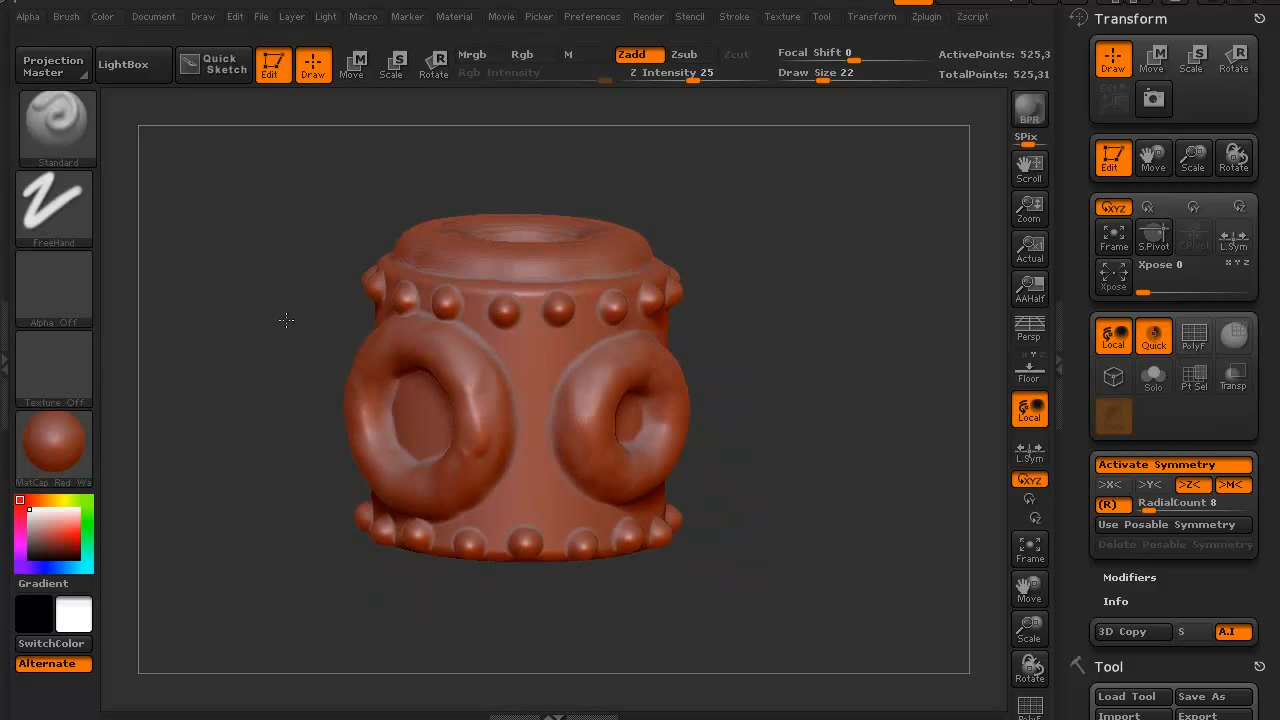 Alpha Brush Color Document Draw Edit File Layer Light Macro Marker Material Movie Picker Preferences Render Stencil Stroke Texture Tool Transform Zplugin Zscript
Projection Master
LightBox
Quick Sketch
Edit Draw Move Scale Rotate
Mrgb Rgb M
Rgb Intensity
Zadd Zsub Zcut
Z Intensity 25
Focal Shift 0
Draw Size 22
ActivePoints: 525,3
TotalPoints: 525,31
Standard
FreeHand
Alpha Off
Texture Off
MatCap Red Wa
Gradient
SwitchColor
Alternate
BPR
SPix
Scroll
Zoom
Actual
AAHalf
Persp
Floor
Local
L.Sym
XYZ
Frame
Move
Scale
Rotate
PolyF
Transform
Draw Move Scale Rotate
Edit Move Scale Rotate
XYZ X Y Z
Frame S.Pivot C.Pivot L.Sym
Xpose Xpose 0 X Y Z
Local Quick PolyF
Solo Pt Sel Transp
Activate Symmetry
>X< >Y< >Z< >M<
(R) RadialCount 8
Use Posable Symmetry
Delete Posable Symmetry
Modifiers
Info
3D Copy S A.I
Tool
Load Tool Save As
Import Export